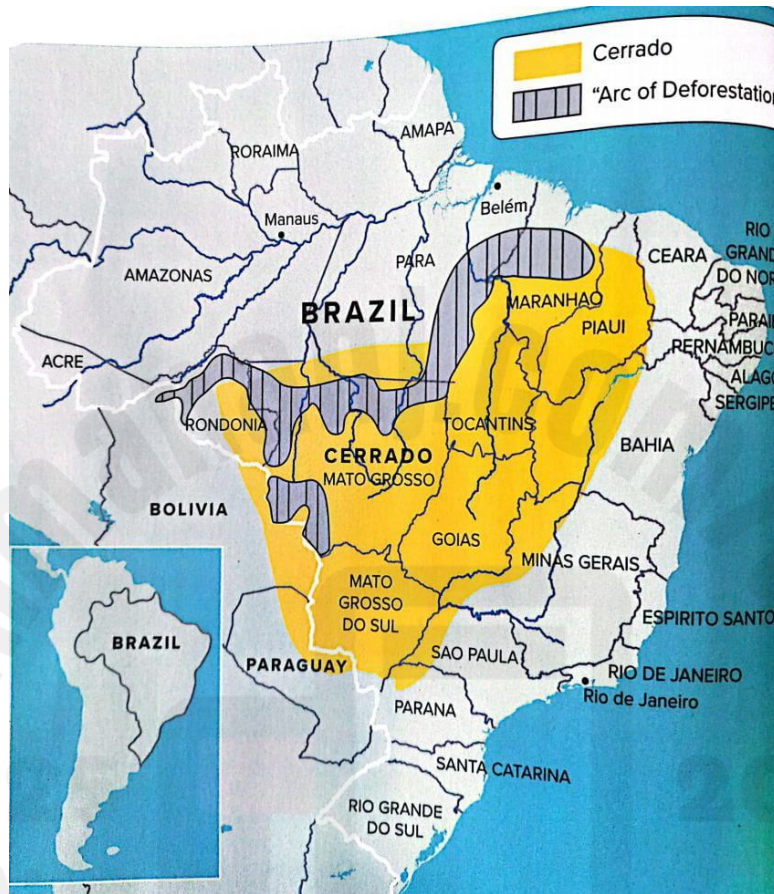 Cerrado
"Arc of Deforestation
AMAPA
RORAIMA
Belém
Manaus
RIO
GRAND
DO NOR
CEARA
PARA
AMAZONAS
MARANHAO
BRAZIL
PIAUI
PARAI
PERNAMBUC
ACRE
ALAGO
SERGIPE
RONDONIA
TOCANTINS
BAHIA
CERRADO
MATO GROSSO
BOLIVIA
GOIAS
MINAS GERAIS
MATO
GROSSO
DO SUL
ESPIRITO SANTO
BRAZIL
SAO PAULA
PARAGUAY
RIO DE JANEIRO
Rio de Janeiro
PARANA
SANTA CATARINA
RIO GRANDE
DO SUL